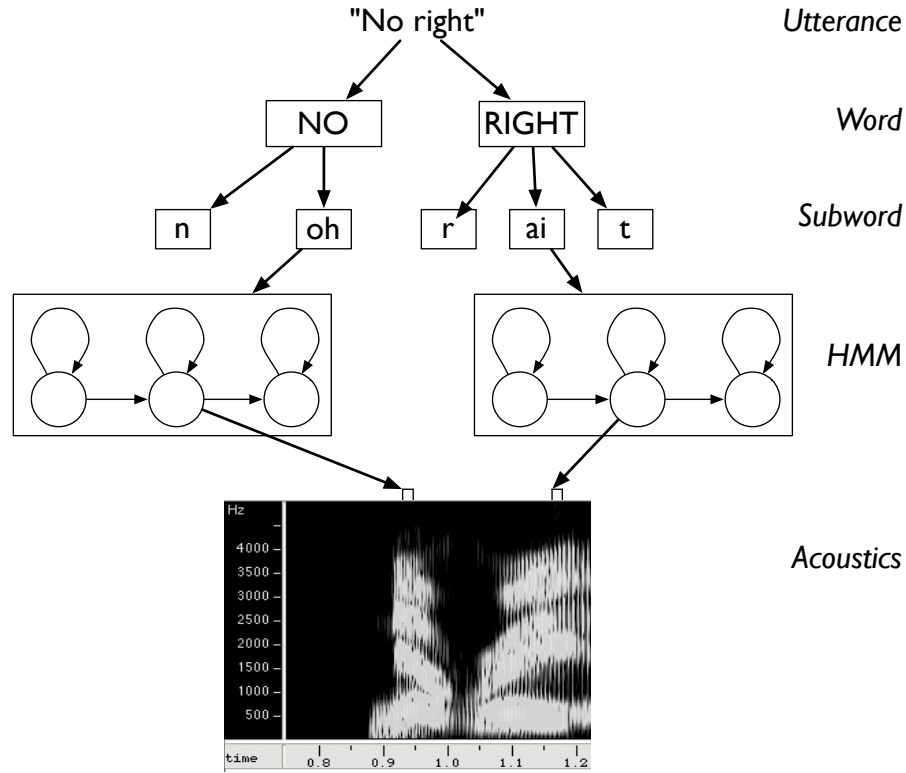 "No right" Utterance
NO RIGHT Word
n oh r ai t Subword
HMM
Hz
4000
Acoustics
3500
3000
2500
2000
1500
1000
500
time 0.8 0.9 1.0 1.1 1.2